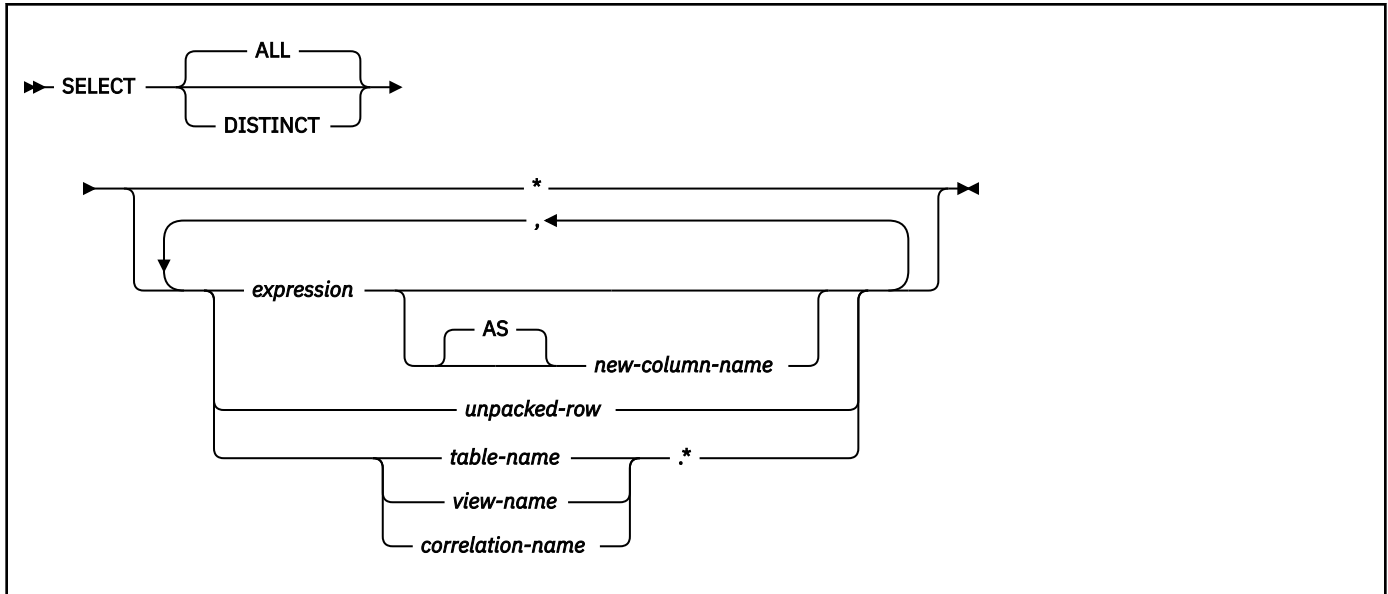 ALL
SELECT
DISTINCT
*
,
expression
AS
new-column-name
unpacked-row
table-name .*
view-name
correlation-name